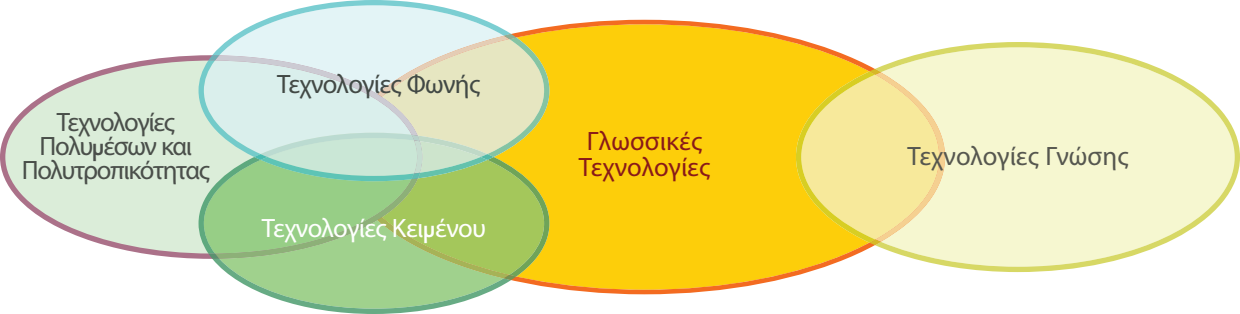 Τεχνολογίες Φωνής
Τεχνολογίες
Πολυμέσων και
Πολυτροπικότητας
Τεχνολογίες Κειμένου
Γλωσσικές
Τεχνολογίες
Τεχνολογίες Γνώσης